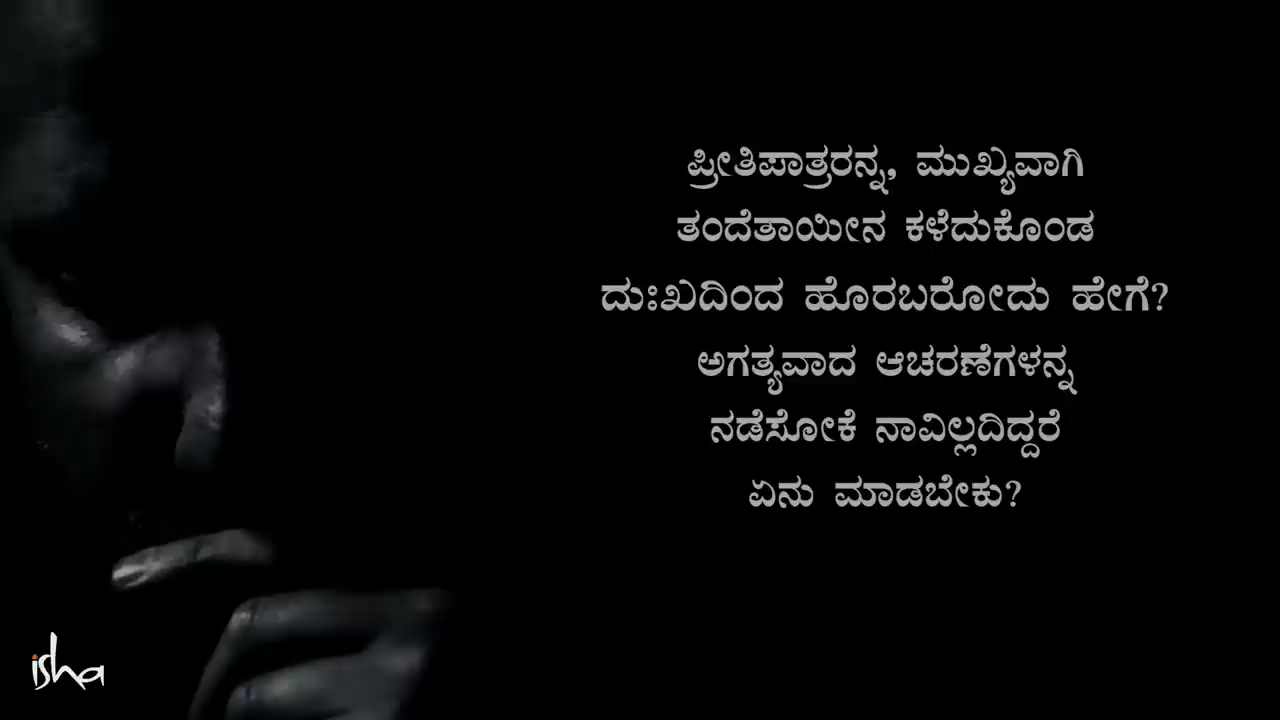 ಪ್ರೀತಿಪಾತ್ರರನ್ನ, ಮುಖ್ಯವಾಗಿ
ತಂದೆತಾಯೀನ ಕಳೆದುಕೊಂಡ
ದುಃಖದಿಂದ ಹೊರಬರೋದು ಹೇಗೆ?
ಅಗತ್ಯವಾದ ಆಚರಣೆಗಳನ್ನ
ನಡೆಸೋಕೆ ನಾವಿಲ್ಲದಿದ್ದರೆ
ಏನು ಮಾಡಬೇಕು?
isha